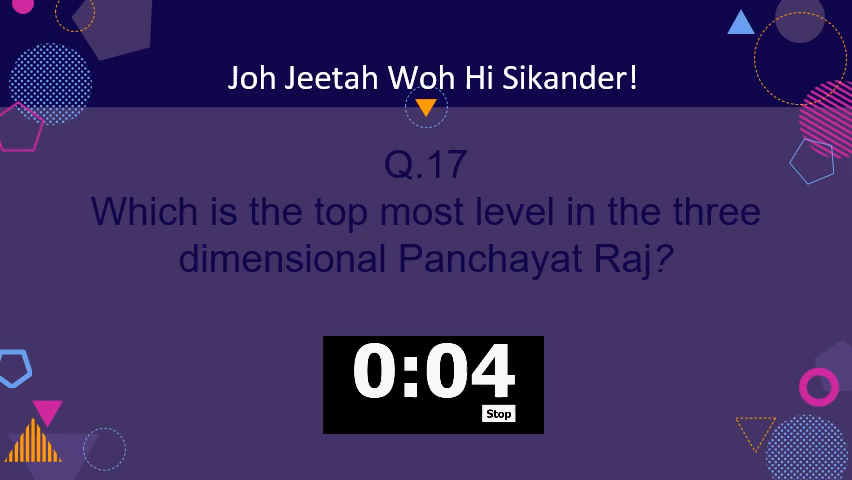 Joh Jeetah Woh Hi Sikander!
Q.17
Which is the top most level in the three
dimensional Panchayat Raj?
0:04
Stop